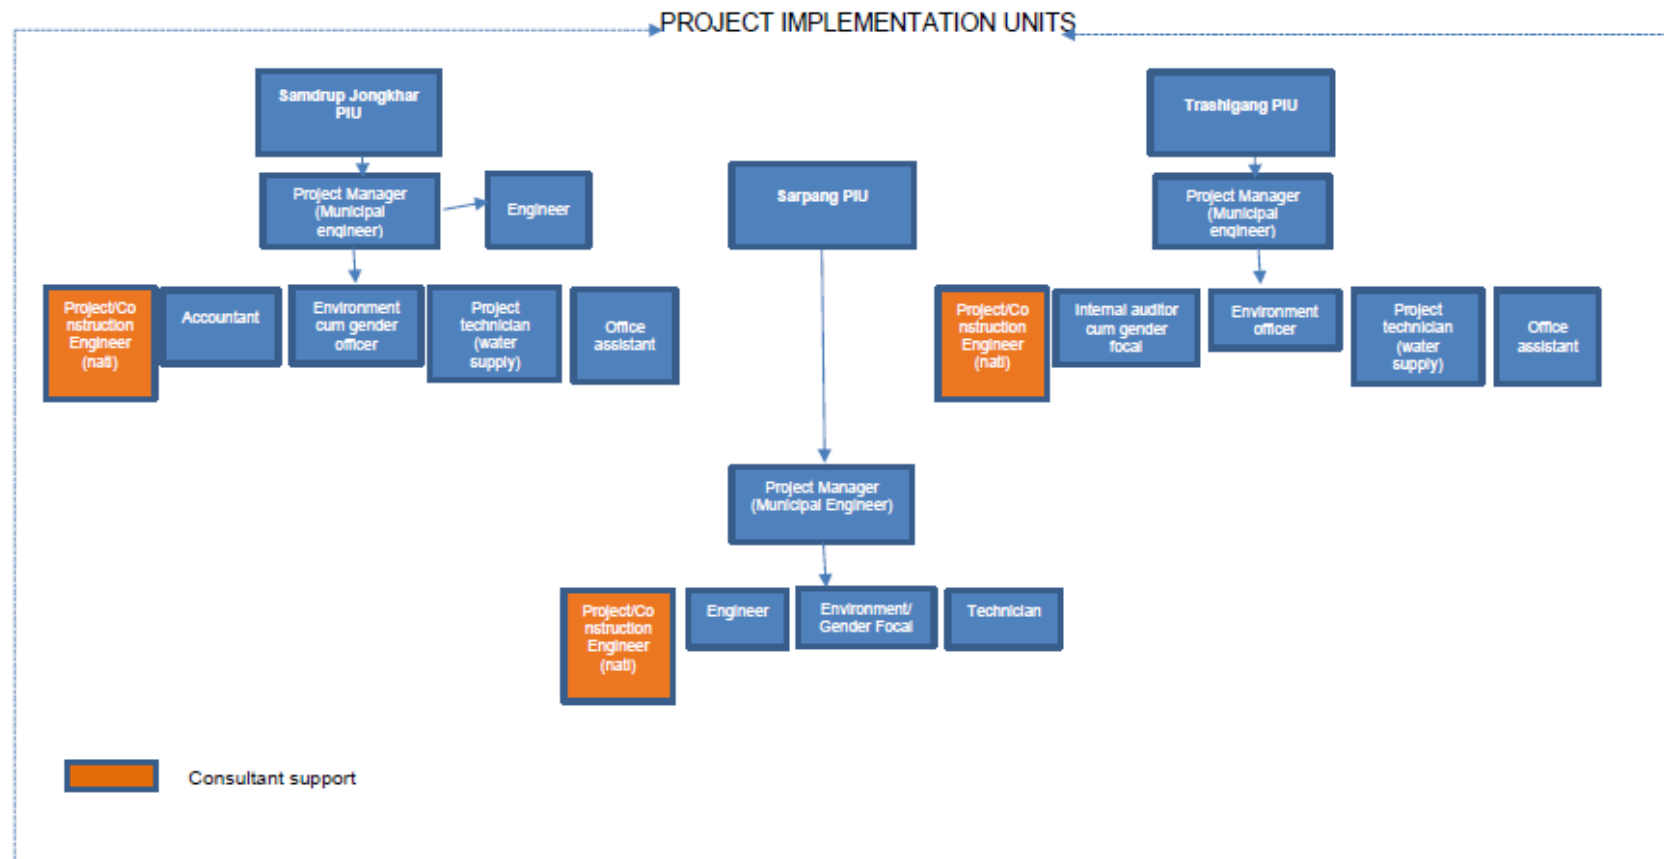 PROJECT IMPLEMENTATION UNITS
Samdrup Jongkhar
PIU
Project Manager
(Municipal
engineer)
Engineer
Project/Co
nstruction
Engineer
(natl)
Accountant
Environment
cum gender
officer
Project
technician
(water
supply)
Office
assistant
Sarpang PIU
Project Manager
(Municipal Engineer)
Project/Co
nstruction
Engineer
(natl)
Engineer
Environment/
Gender Focal
Technician
Trashigang PIU
Project Manager
(Municipal
engineer)
Project/Co
nstruction
Engineer
(natl)
Internal auditor
cum gender
focal
Environment
officer
Project
technician
(water
supply)
Office
assistant
Consultant support